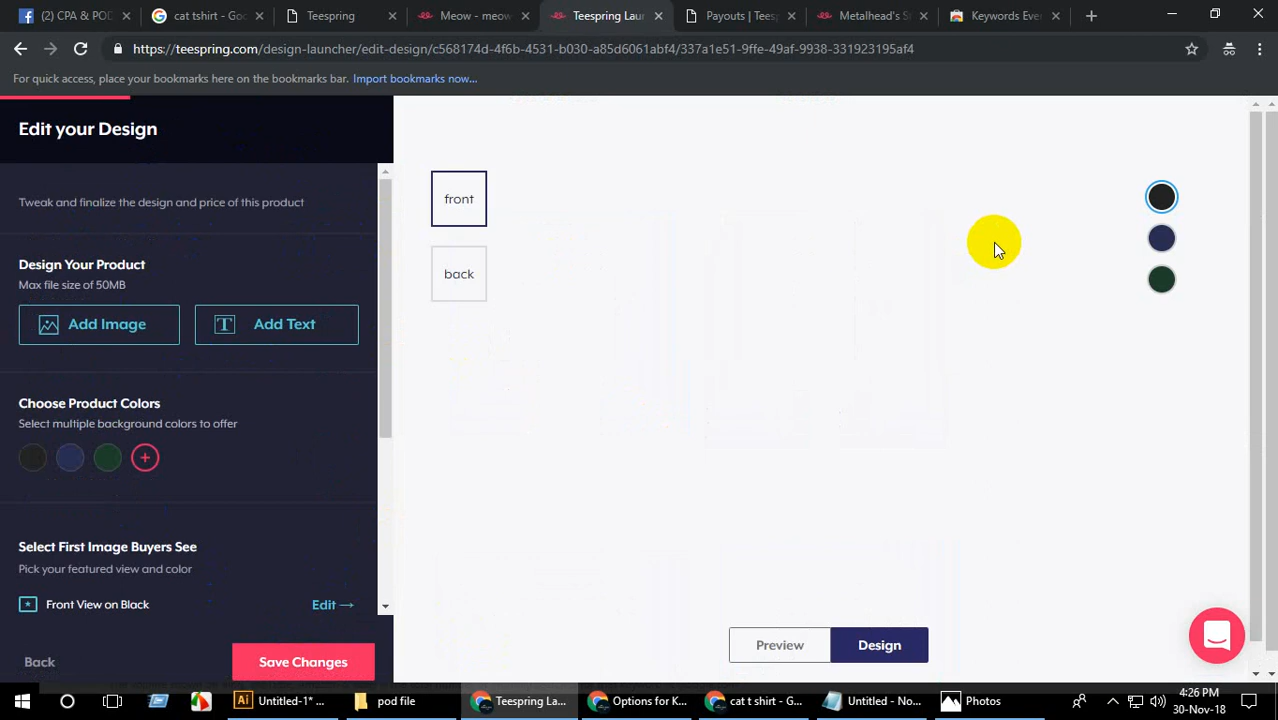 (2) CPA & POD
cat tshirt - Goo
Teespring
Meow - meow
Teespring Laun
Payouts | Teesp
Metalhead's St
Keywords Ever
https://teespring.com/design-launcher/edit-design/c568174d-4f6b-4531-b030-a85d6061abf4/337a1e51-9ffe-49af-9938-331923195af4
For quick access, place your bookmarks here on the bookmarks bar. Import bookmarks now...
Edit your Design
Tweak and finalize the design and price of this product
Design Your Product
Max file size of 50MB
Add Image
T Add Text
Choose Product Colors
Select multiple background colors to offer
Select First Image Buyers See
Pick your featured view and color
Front View on Black
Edit →
Back
Save Changes
front
back
Preview
Design
Ai Untitled-1* ...
pod file
Teespring La...
Options for K...
cat t shirt - G...
Untitled - No...
Photos
4:26 PM
30-Nov-18